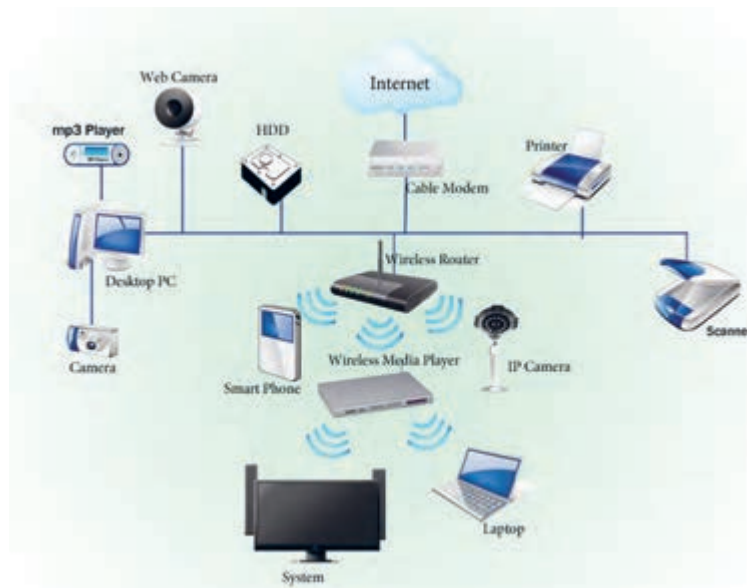 Web Camera
Internet
mp3 Player
HDD
Printer
Cable Modem
Wireless Router
Desktop PC
Scanne
Camera
Smart Phone
Wireless Media Player
IP Camera
Laptop
System